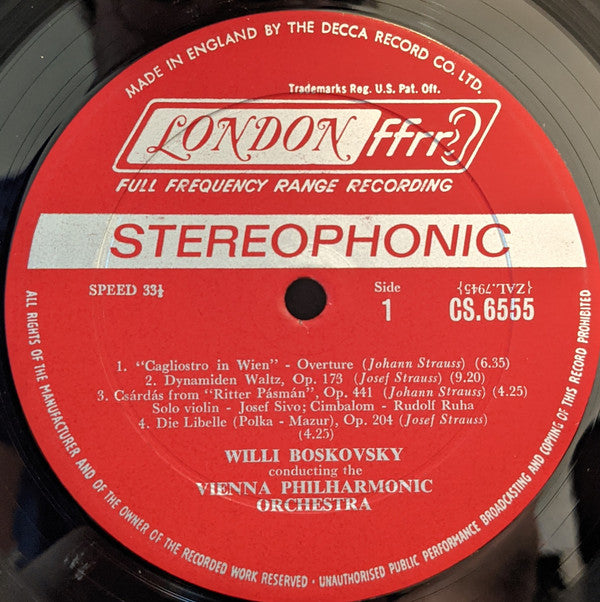 MADE IN ENGLAND BY THE DECCA RECORD CO. LTD.
Trademarks Reg. U.S. Pat. Off.
LONDON ffrr
FULL FREQUENCY RANGE RECORDING
STEREOPHONIC
SPEED 33⅓
Side
1
{ZAL.7945}
CS.6555
1. "Cagliostro in Wien" - Overture (Johann Strauss) (6.35)
2. Dynamiden Waltz, Op. 173 (Josef Strauss) (9.20)
3. Csárdás from "Ritter Pásmán", Op. 441 (Johann Strauss) (4.25)
Solo violin - Josef Sivo; Cimbalom - Rudolf Ruha
4. Die Libelle (Polka - Mazur), Op. 204 (Josef Strauss)
(4.25)
WILLI BOSKOVSKY
conducting the
VIENNA PHILHARMONIC
ORCHESTRA
ALL RIGHTS OF THE MANUFACTURER AND OF THE OWNER OF THE RECORDED WORK RESERVED · UNAUTHORISED PUBLIC PERFORMANCE BROADCASTING AND COPYING OF THIS RECORD PROHIBITED